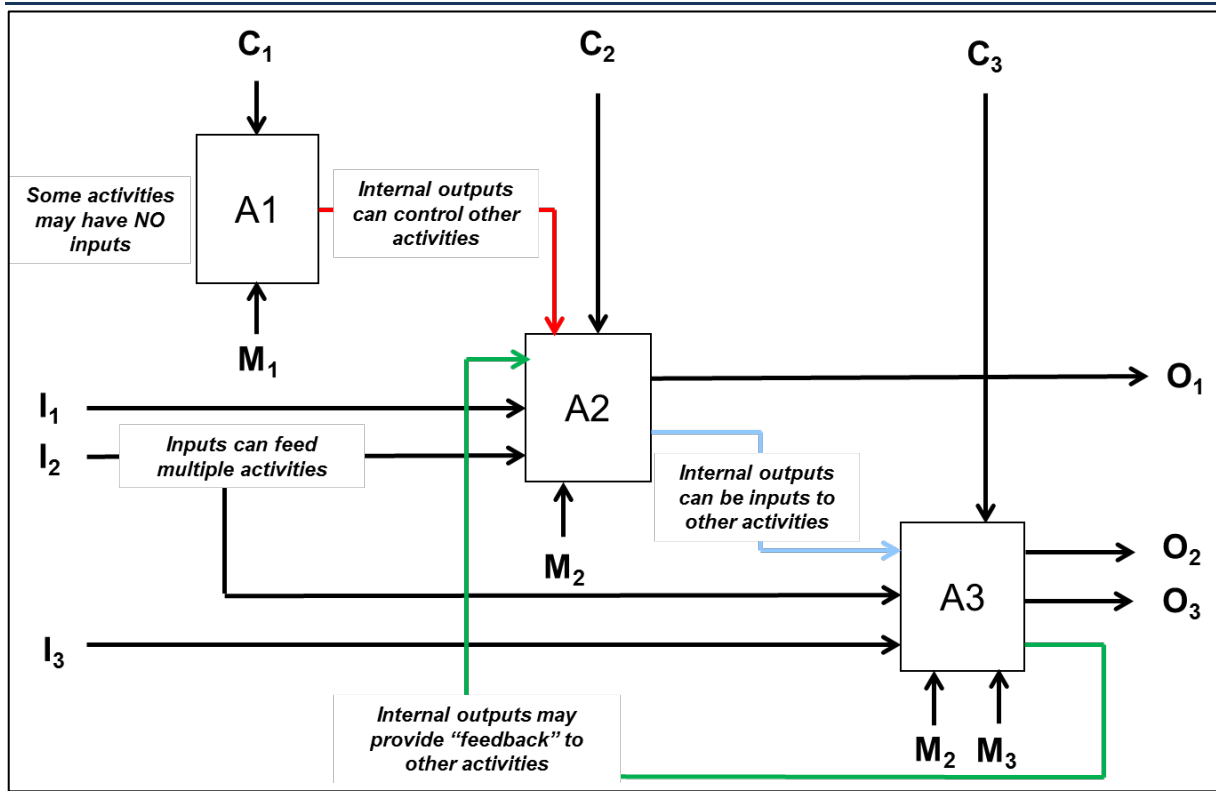 C₁
C₂
C₃
Some activities
may have NO
inputs
A1
Internal outputs
can control other
activities
M₁
I₁
A2
O₁
I₂
Inputs can feed
multiple activities
Internal outputs
can be inputs to
other activities
M₂
O₂
A3
O₃
I₃
Internal outputs may
provide “feedback” to
other activities
M₂ M₃